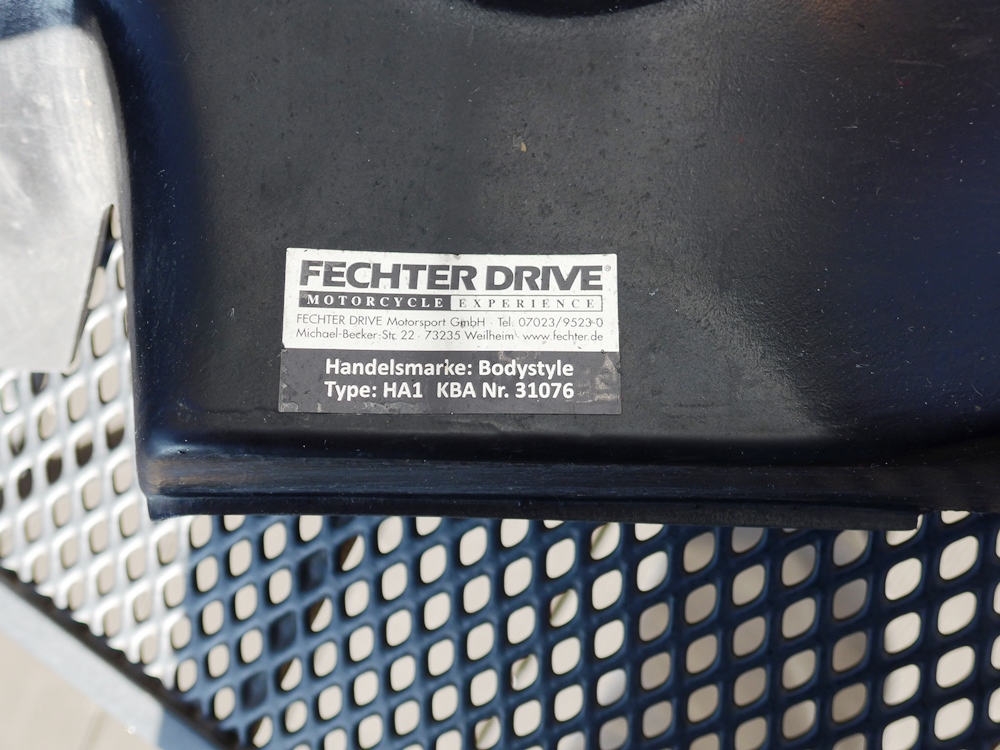 FECHTER DRIVE®
MOTORCYCLE EXPERIENCE
FECHTER DRIVE Motorsport GmbH · Tel. 07023/9523-0
Michael-Becker-Str. 22 · 73235 Weilheim · www.fechter.de
Handelsmarke: Bodystyle
Type: HA1 KBA Nr. 31076